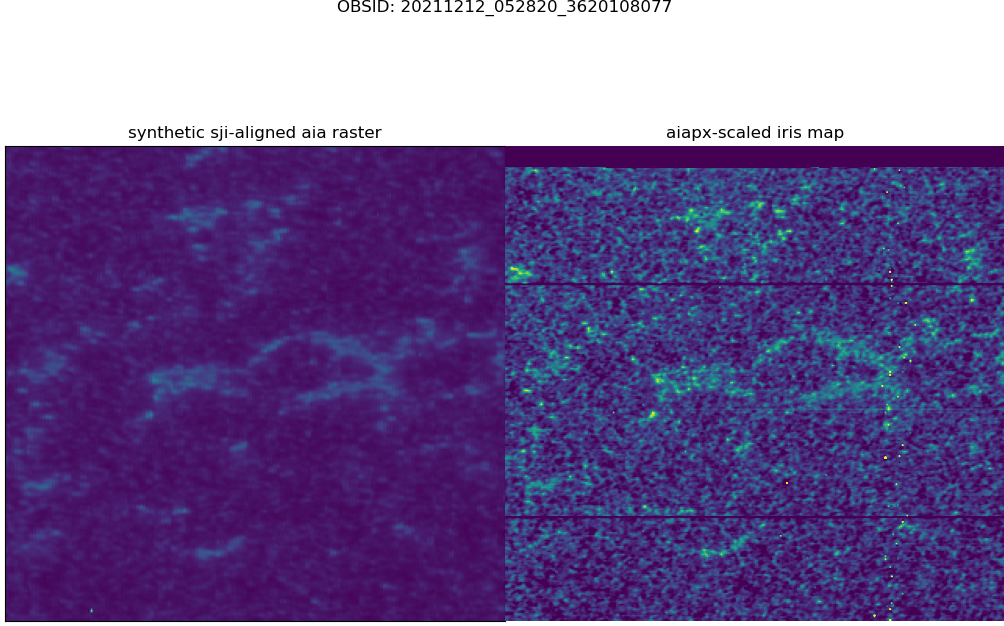 OBSID: 20211212_052820_3620108077
synthetic sji-aligned aia raster
aiapx-scaled iris map